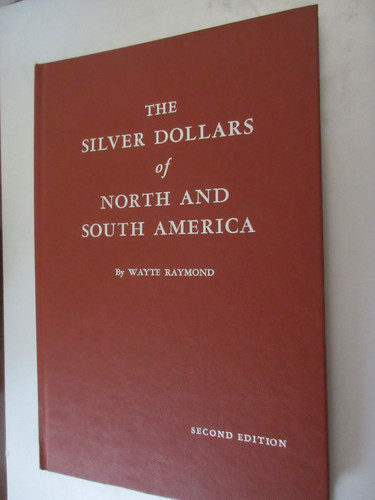 THE
SILVER DOLLARS
of
NORTH AND
SOUTH AMERICA
By WAYTE RAYMOND
SECOND EDITION